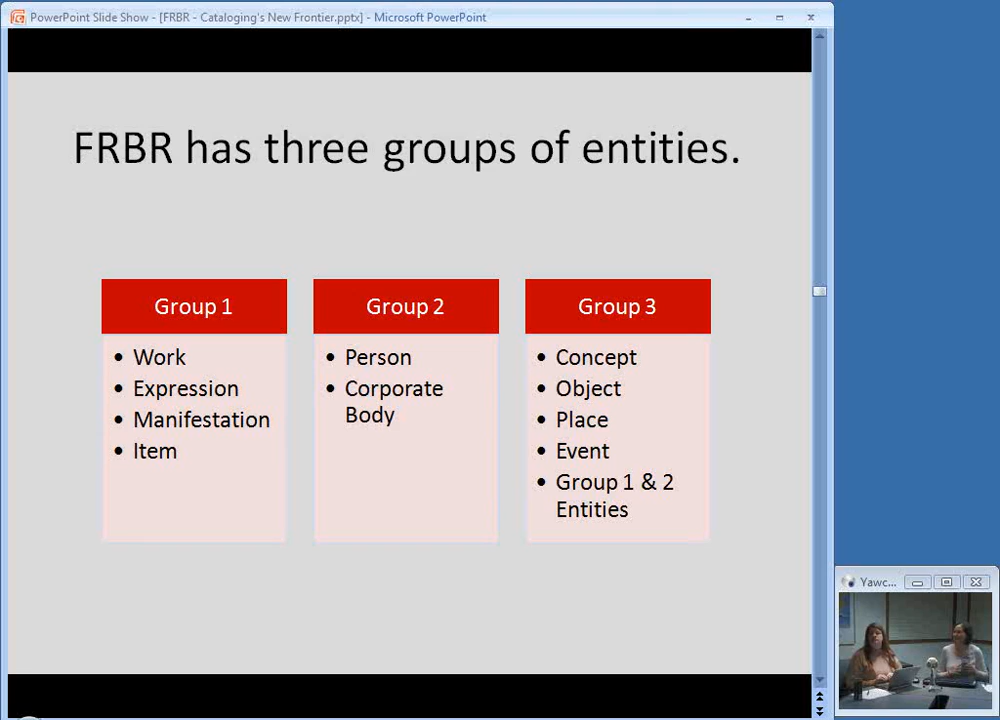 PowerPoint Slide Show - [FRBR - Cataloging's New Frontier.pptx] - Microsoft PowerPoint
FRBR has three groups of entities.
Group 1
• Work
• Expression
• Manifestation
• Item
Group 2
• Person
• Corporate
Body
Group 3
• Concept
• Object
• Place
• Event
• Group 1 & 2
Entities
Yawc...